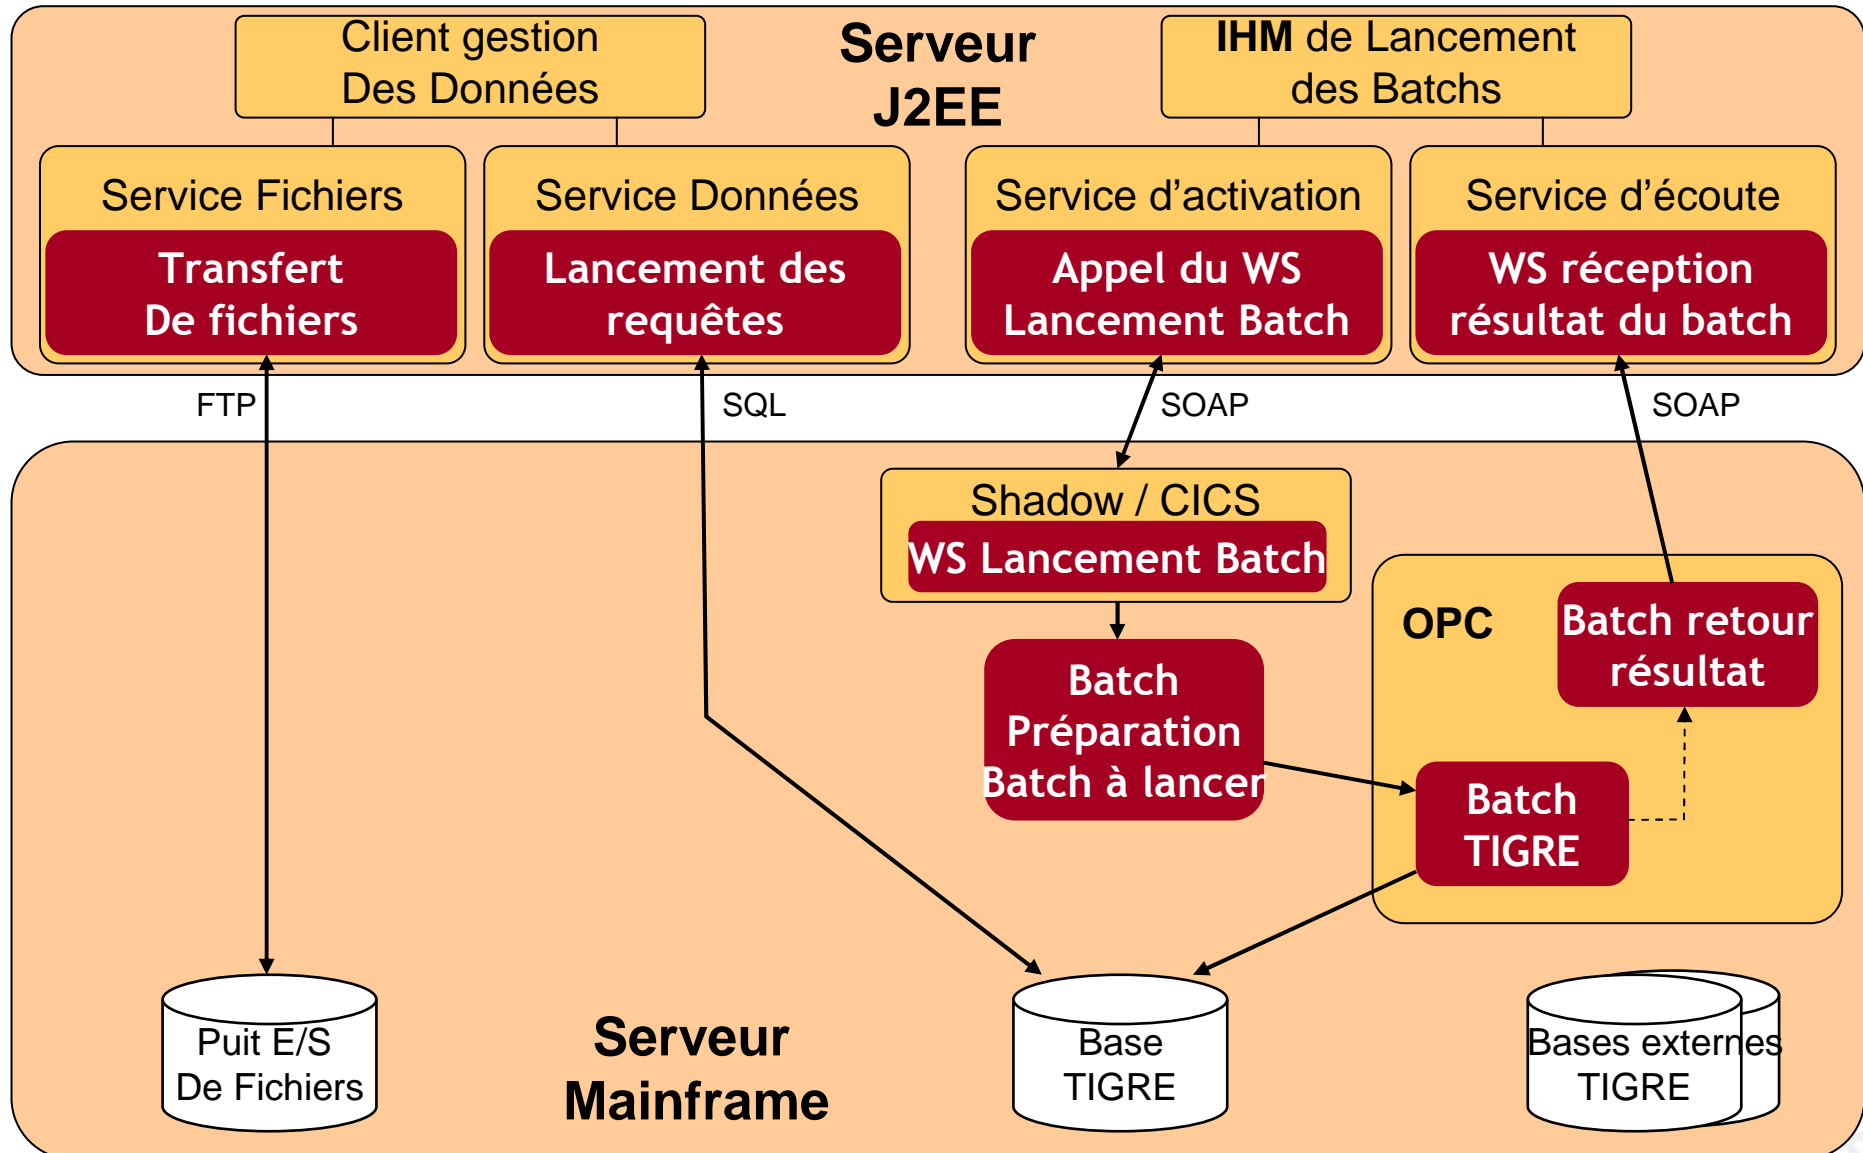 Client gestion
Des Données
Serveur
J2EE
IHM de Lancement
des Batchs
Service Fichiers
Transfert
De fichiers
Service Données
Lancement des
requêtes
Service d’activation
Appel du WS
Lancement Batch
Service d’écoute
WS réception
résultat du batch
FTP
SQL
SOAP
SOAP
Shadow / CICS
WS Lancement Batch
Batch
Préparation
Batch à lancer
OPC
Batch retour
résultat
Batch
TIGRE
Puit E/S
De Fichiers
Serveur
Mainframe
Base
TIGRE
Bases externes
TIGRE